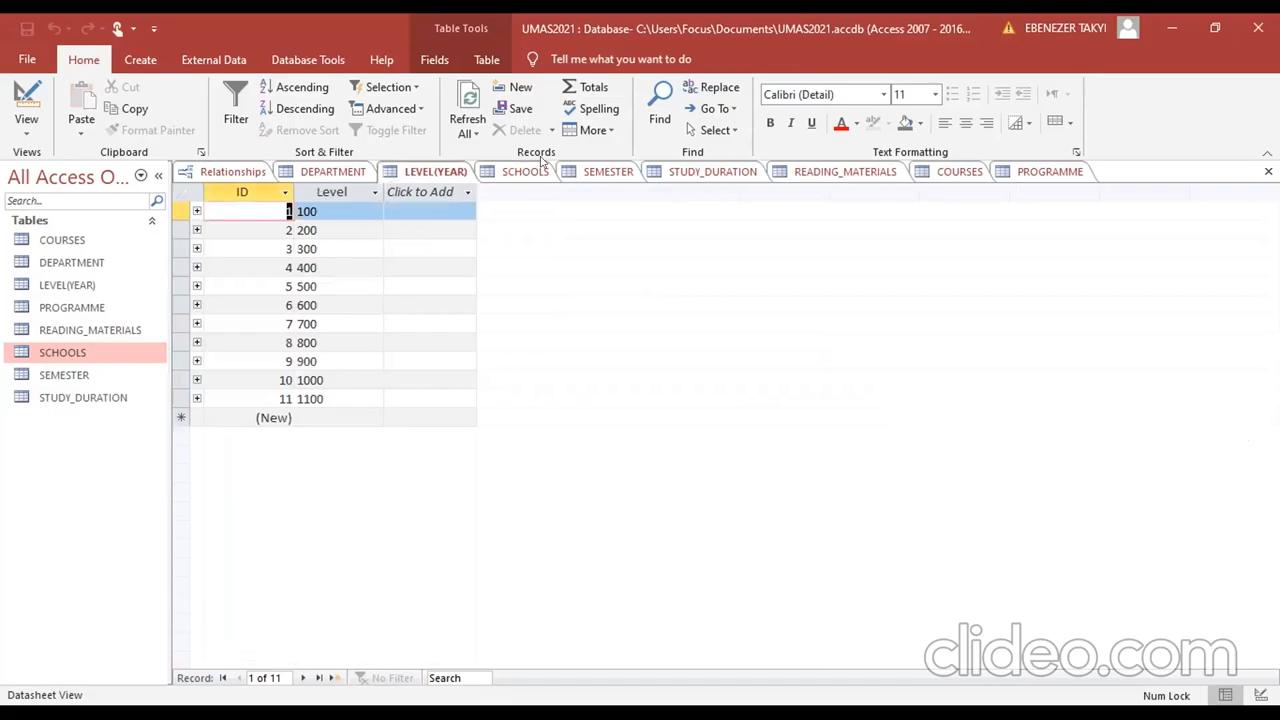 Table Tools
UMAS2021 : Database- C:\Users\Focus\Documents\UMAS2021.accdb (Access 2007 - 2016...
EBENEZER TAKYI
File Home Create External Data Database Tools Help Fields Table Tell me what you want to do
View
Views
Paste
Cut
Copy
Format Painter
Clipboard
Filter
Ascending
Descending
Remove Sort
Selection
Advanced
Toggle Filter
Sort & Filter
Refresh
All
New
Save
Delete
Totals
Spelling
More
Records
Find
Replace
Go To
Select
Find
Calibri (Detail) 11
B I U A
Text Formatting
All Access O...
Search...
Tables
COURSES
DEPARTMENT
LEVEL(YEAR)
PROGRAMME
READING_MATERIALS
SCHOOLS
SEMESTER
STUDY_DURATION
Relationships DEPARTMENT LEVEL(YEAR) SCHOOLS SEMESTER STUDY_DURATION READING_MATERIALS COURSES PROGRAMME
ID Level Click to Add
1 100
2 200
3 300
4 400
5 500
6 600
7 700
8 800
9 900
10 1000
11 1100
(New)
clideo.com
Record: 1 of 11 No Filter Search
Datasheet View
Num Lock